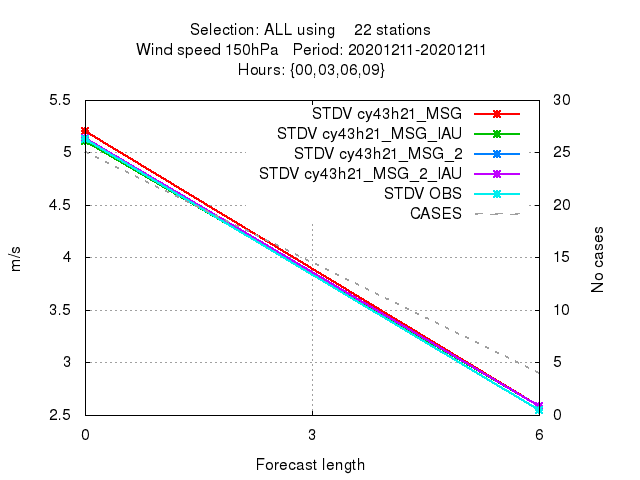 Selection: ALL using 22 stations
Wind speed 150hPa Period: 20201211-20201211
Hours: {00,03,06,09}
5.5
5
4.5
4
3.5
3
2.5
30
25
20
15
10
5
0
STDV cy43h21_MSG
STDV cy43h21_MSG_IAU
STDV cy43h21_MSG_2
STDV cy43h21_MSG_2_IAU
STDV OBS
CASES
m/s
No cases
0 3 6
Forecast length